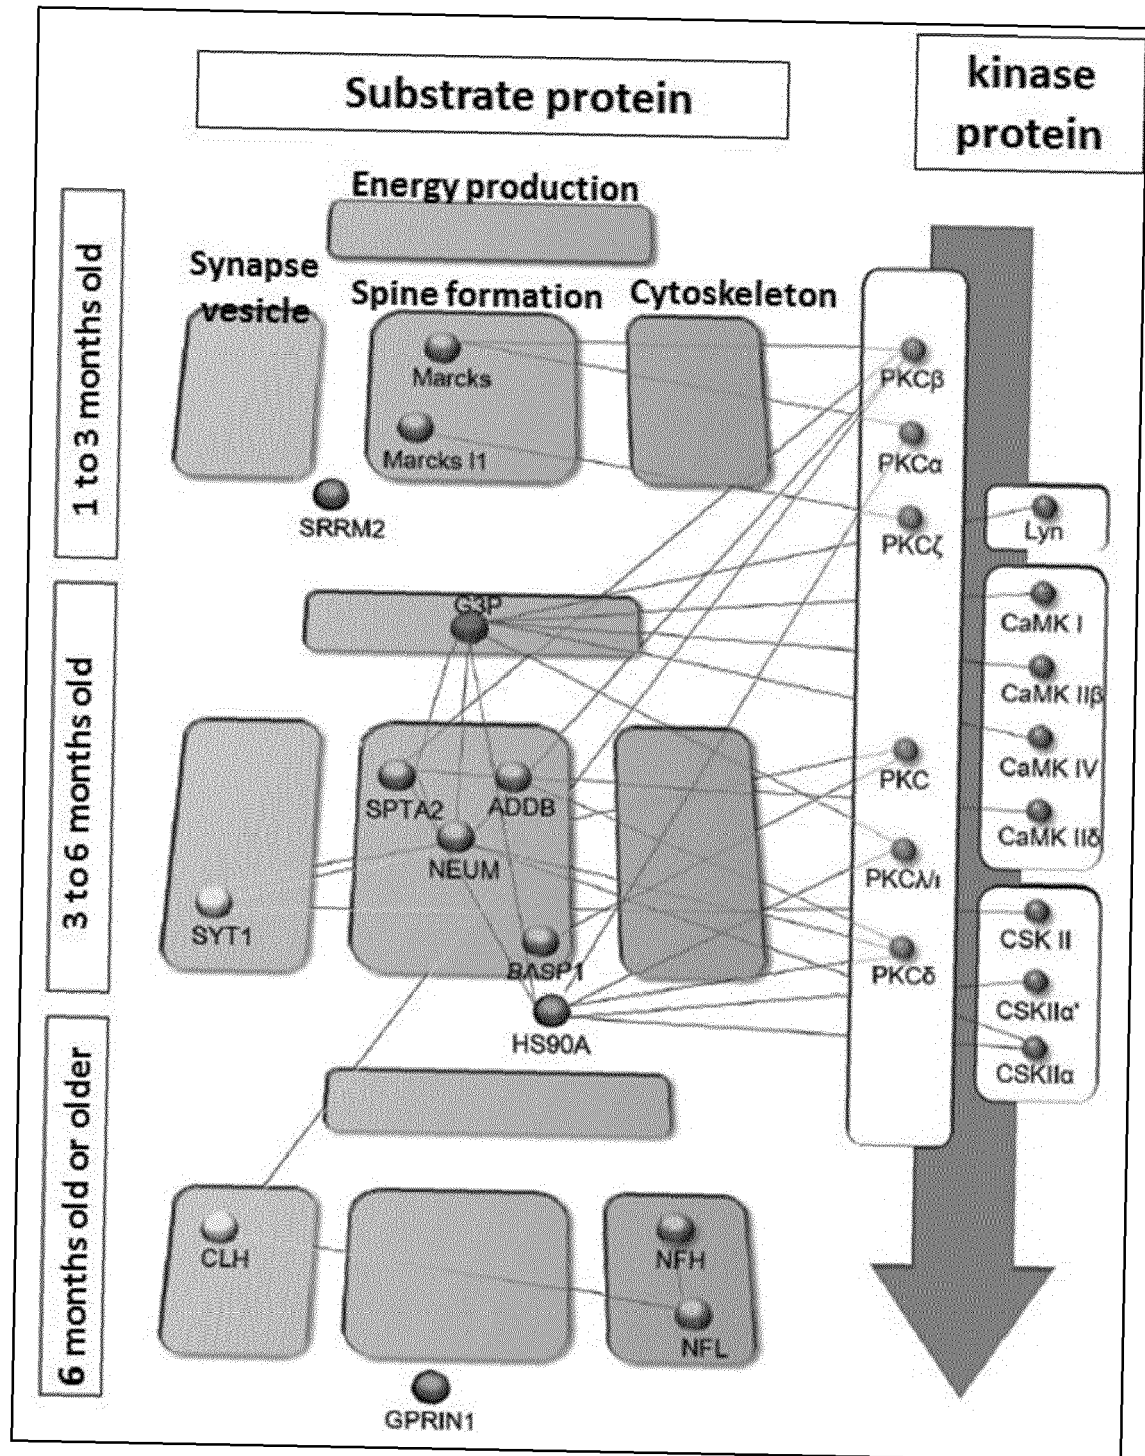 Substrate protein
kinase
protein
Energy production
1 to 3 months old
Synapse
vesicle
Spine formation
Cytoskeleton
Marcks
Marcks l1
SRRM2
PKCβ
PKCα
PKCζ
Lyn
3 to 6 months old
G3P
SPTA2
ADDB
NEUM
SYT1
BASP1
HS90A
PKC
PKCλ/ι
PKCδ
CaMK I
CaMK IIβ
CaMK IV
CaMK IIδ
CSK II
CSKIIα'
CSKIIα
6 months old or older
CLH
NFH
NFL
GPRIN1